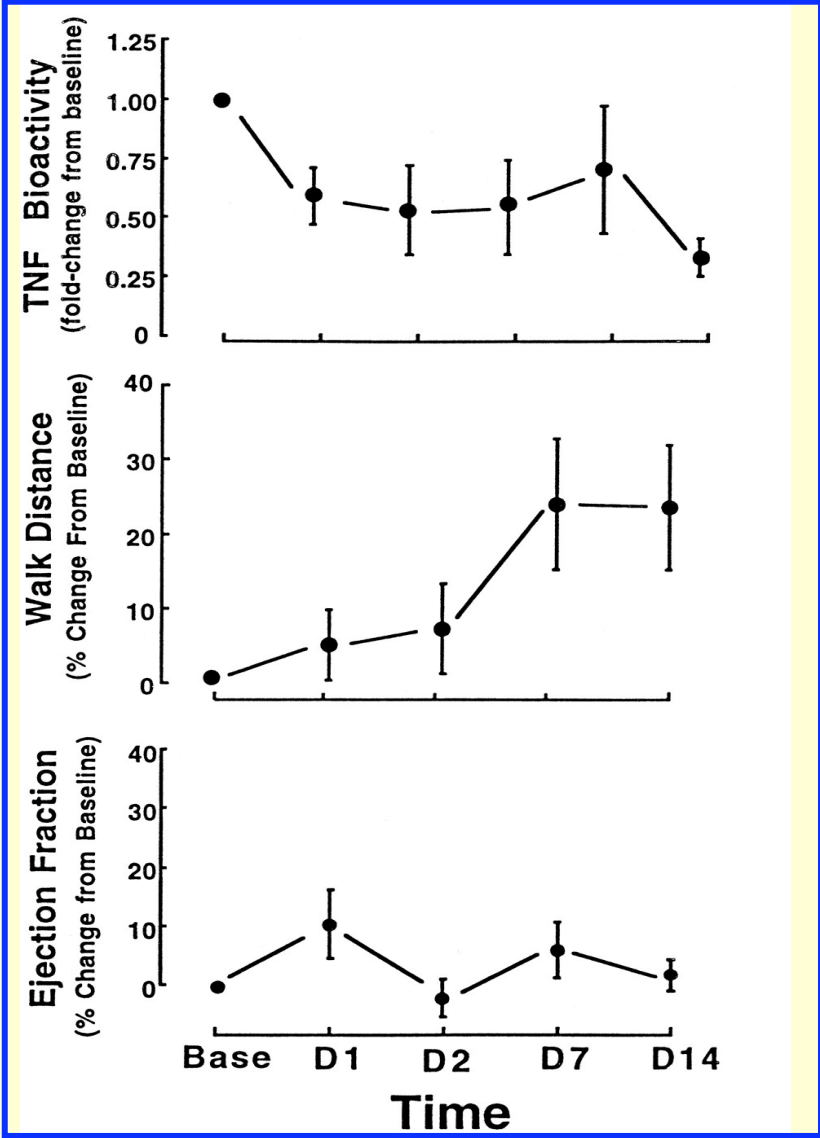 TNF Bioactivity
(fold-change from baseline)
1.25
1.00
0.75
0.50
0.25
0
Walk Distance
(% Change From Baseline)
40
30
20
10
0
Ejection Fraction
(% Change from Baseline)
40
30
20
10
0
Base D1 D2 D7 D14
Time